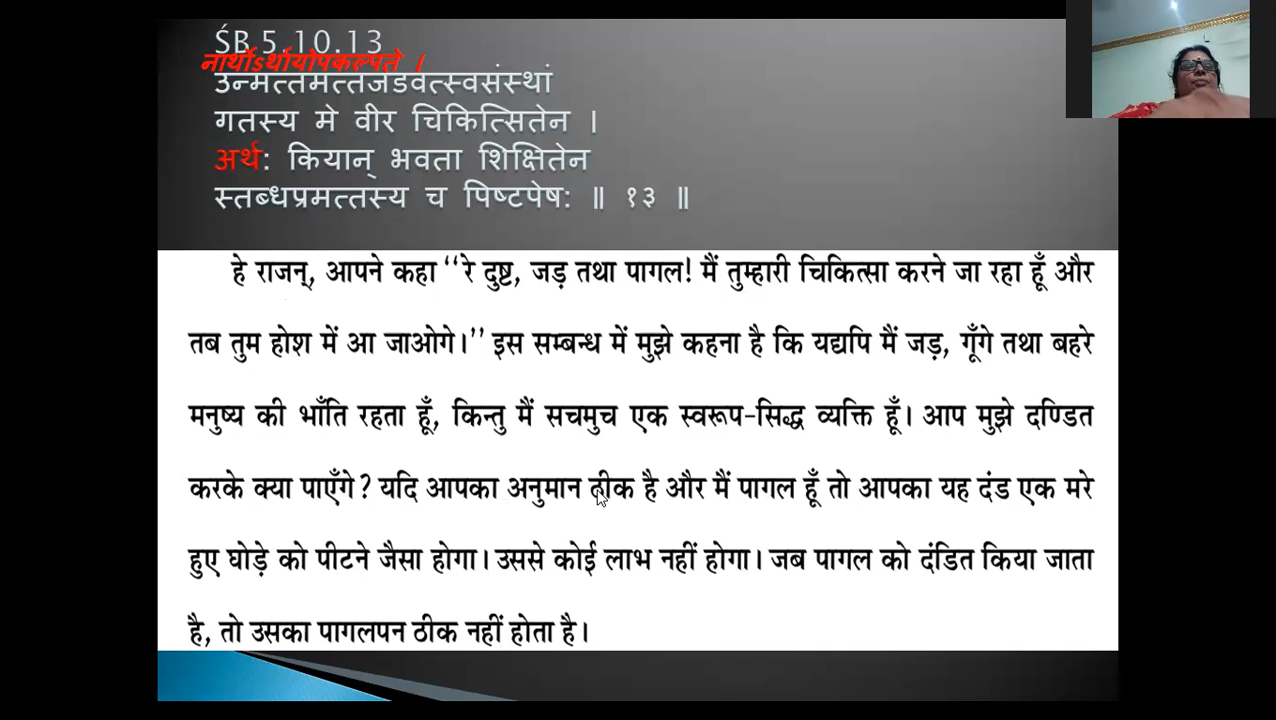 ŚB 5.10.13
नार्थोऽर्थायोपकल्पते ।
उन्मत्तमत्तजडवत्स्वसंस्थां
गतस्य मे वीर चिकित्सितेन ।
अर्थ: कियान् भवता शिक्षितेन
स्तब्धप्रमत्तस्य च पिष्टपेष: ॥ १३ ॥
हे राजन्, आपने कहा ‘‘रे दुष्ट, जड़ तथा पागल! मैं तुम्हारी चिकित्सा करने जा रहा हूँ और
तब तुम होश में आ जाओगे।’’ इस सम्बन्ध में मुझे कहना है कि यद्यपि मैं जड़, गूँगे तथा बहरे
मनुष्य की भाँति रहता हूँ, किन्तु मैं सचमुच एक स्वरूप-सिद्ध व्यक्ति हूँ। आप मुझे दण्डित
करके क्या पाएँगे? यदि आपका अनुमान ठीक है और मैं पागल हूँ तो आपका यह दंड एक मरे
हुए घोड़े को पीटने जैसा होगा। उससे कोई लाभ नहीं होगा। जब पागल को दंडित किया जाता
है, तो उसका पागलपन ठीक नहीं होता है।